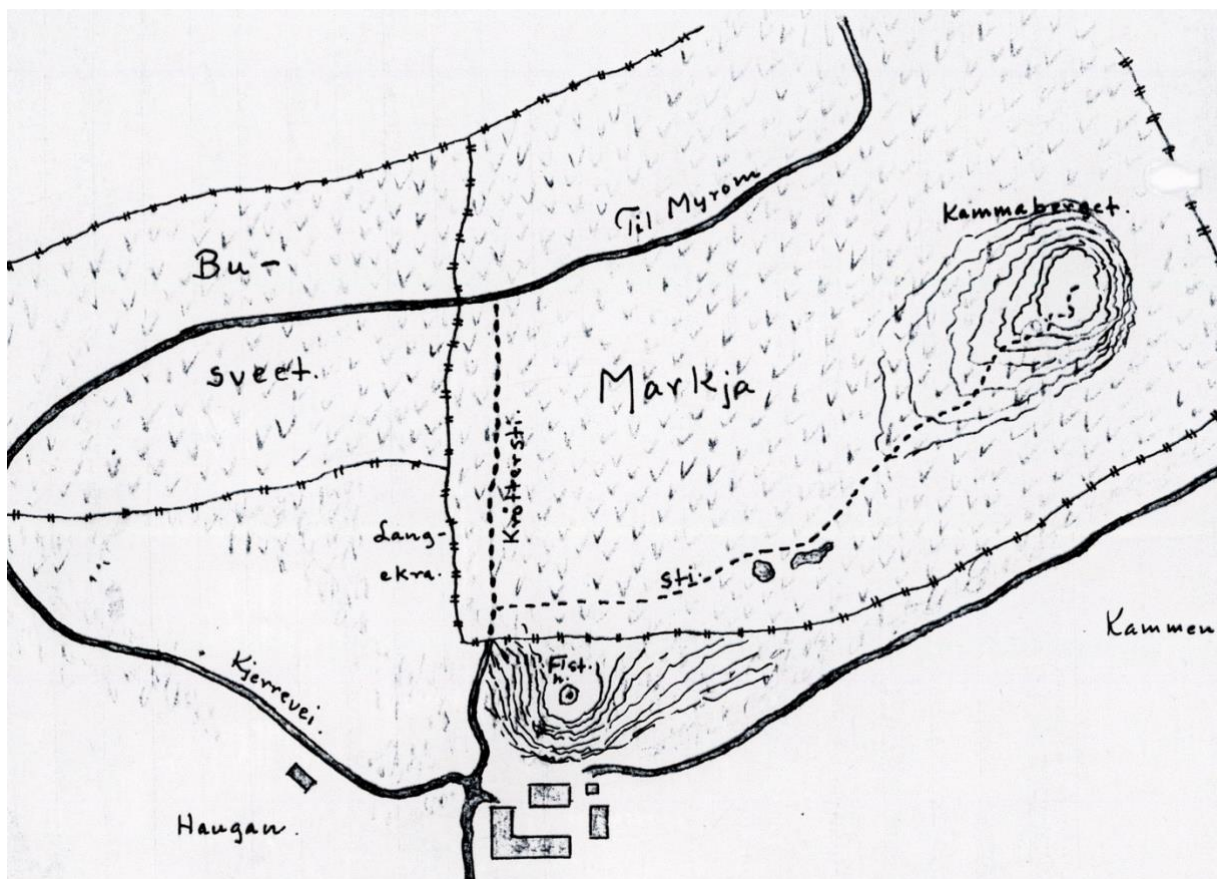 Til Myrom
Kammaberget.
Bu-
sveet.
Markja
Krøttersti.
Lang-
ekra.
sti.
Kammen
Flst.
h.
Kjerrevei.
Haugan.